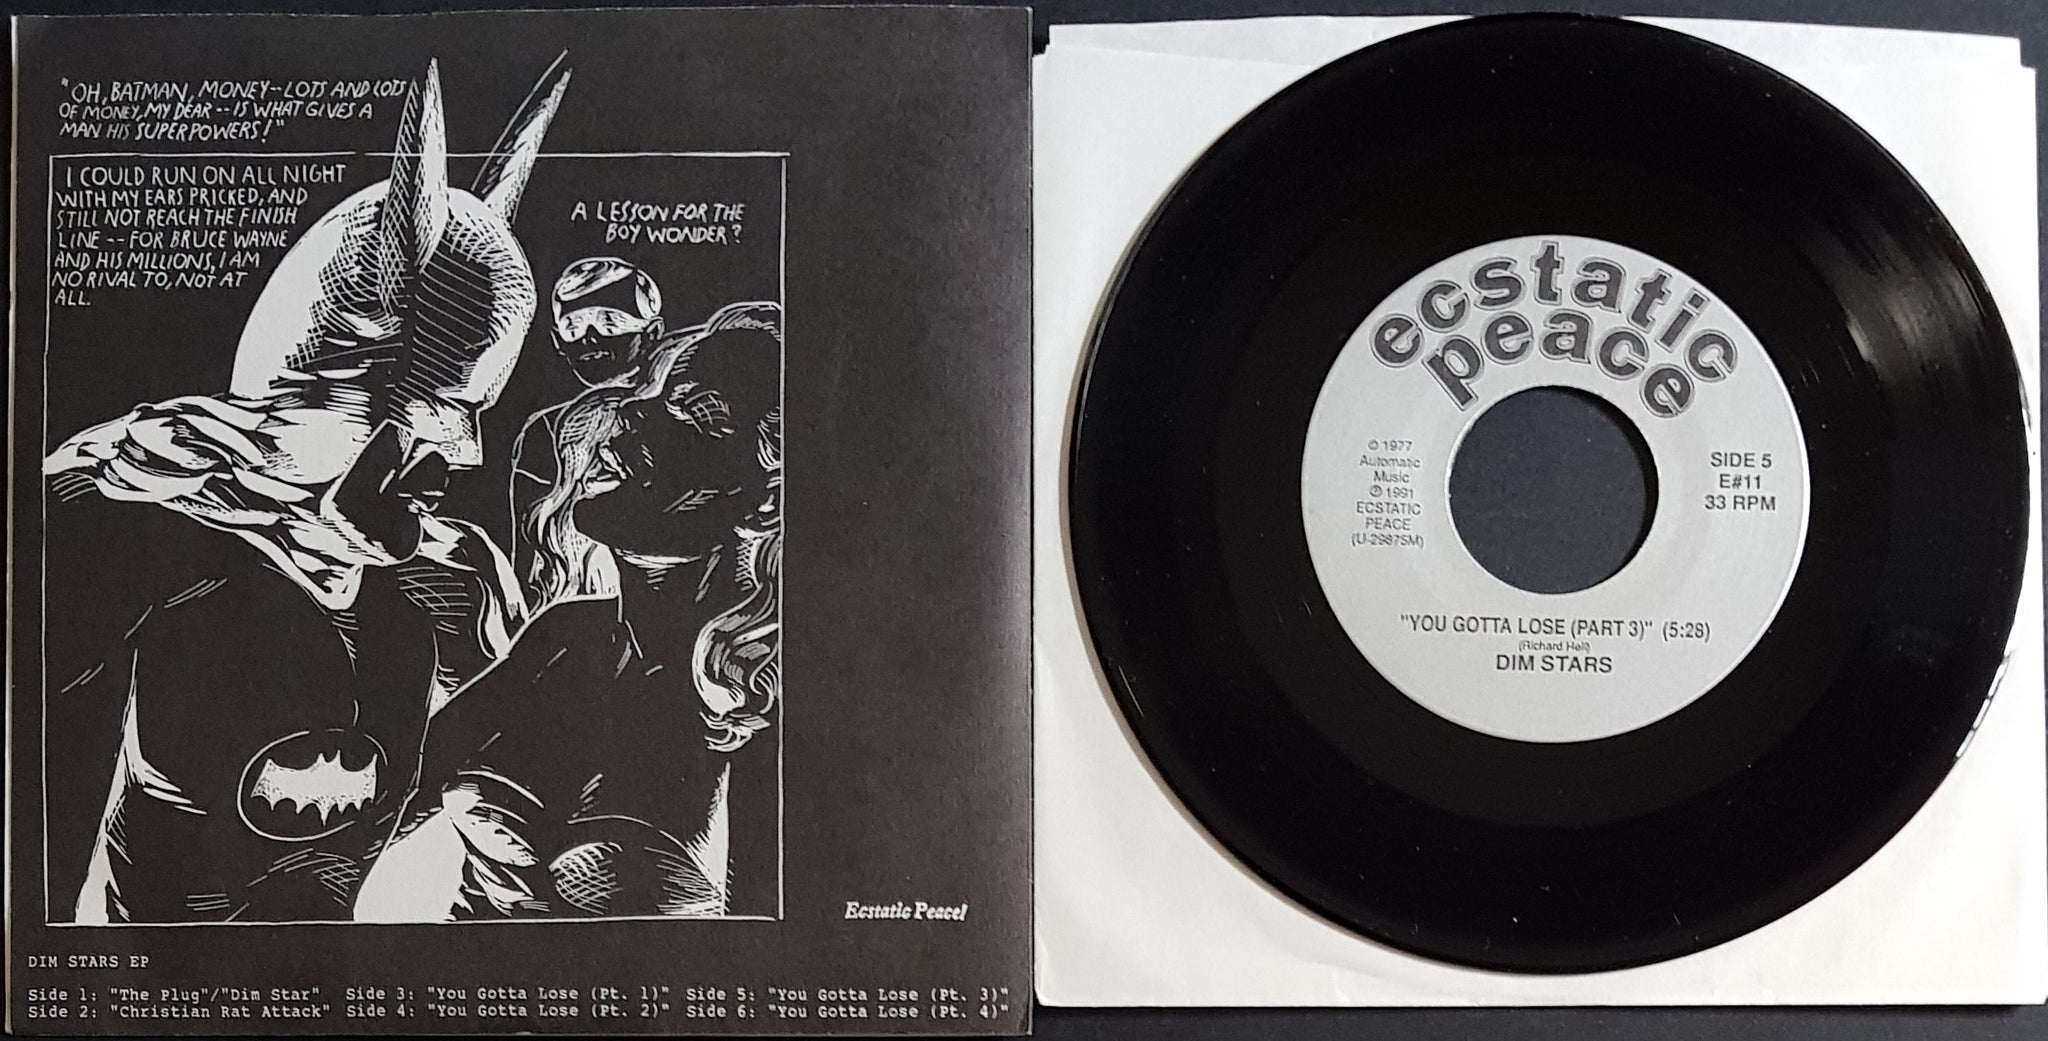 "OH, BATMAN, MONEY--LOTS AND LOTS
OF MONEY, MY DEAR -- IS WHAT GIVES A
MAN HIS SUPERPOWERS!"
I COULD RUN ON ALL NIGHT
WITH MY EARS PRICKED, AND
STILL NOT REACH THE FINISH
LINE -- FOR BRUCE WAYNE
AND HIS MILLIONS, I AM
NO RIVAL TO, NOT AT
ALL.
A LESSON FOR THE
BOY WONDER?
Ecstatic Peace!
DIM STARS EP
Side 1: "The Plug"/"Dim Star" Side 3: "You Gotta Lose (Pt. 1)" Side 5: "You Gotta Lose (Pt. 3)"
Side 2: "Christian Rat Attack" Side 4: "You Gotta Lose (Pt. 2)" Side 6: "You Gotta Lose (Pt. 4)"
ecstatic
peace
© 1977
Automatic
Music
℗ 1991
ECSTATIC
PEACE
(U-29875M)
SIDE 5
E#11
33 RPM
"YOU GOTTA LOSE (PART 3)" (5:28)
(Richard Hell)
DIM STARS